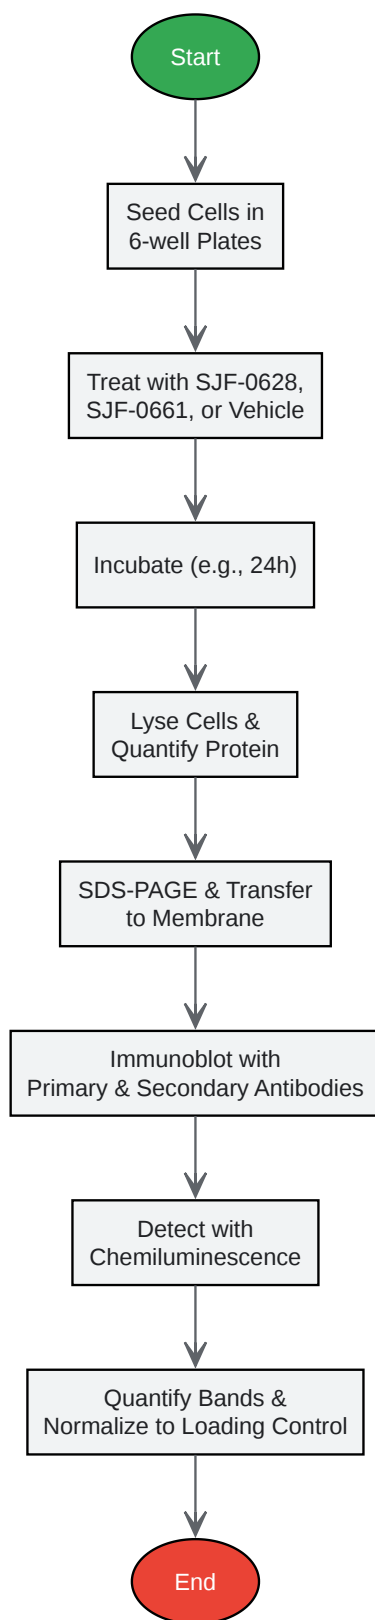 Start
Seed Cells in
6-well Plates
Treat with SJF-0628,
SJF-0661, or Vehicle
Incubate (e.g., 24h)
Lyse Cells &
Quantify Protein
SDS-PAGE & Transfer
to Membrane
Immunoblot with
Primary & Secondary Antibodies
Detect with
Chemiluminescence
Quantify Bands &
Normalize to Loading Control
End